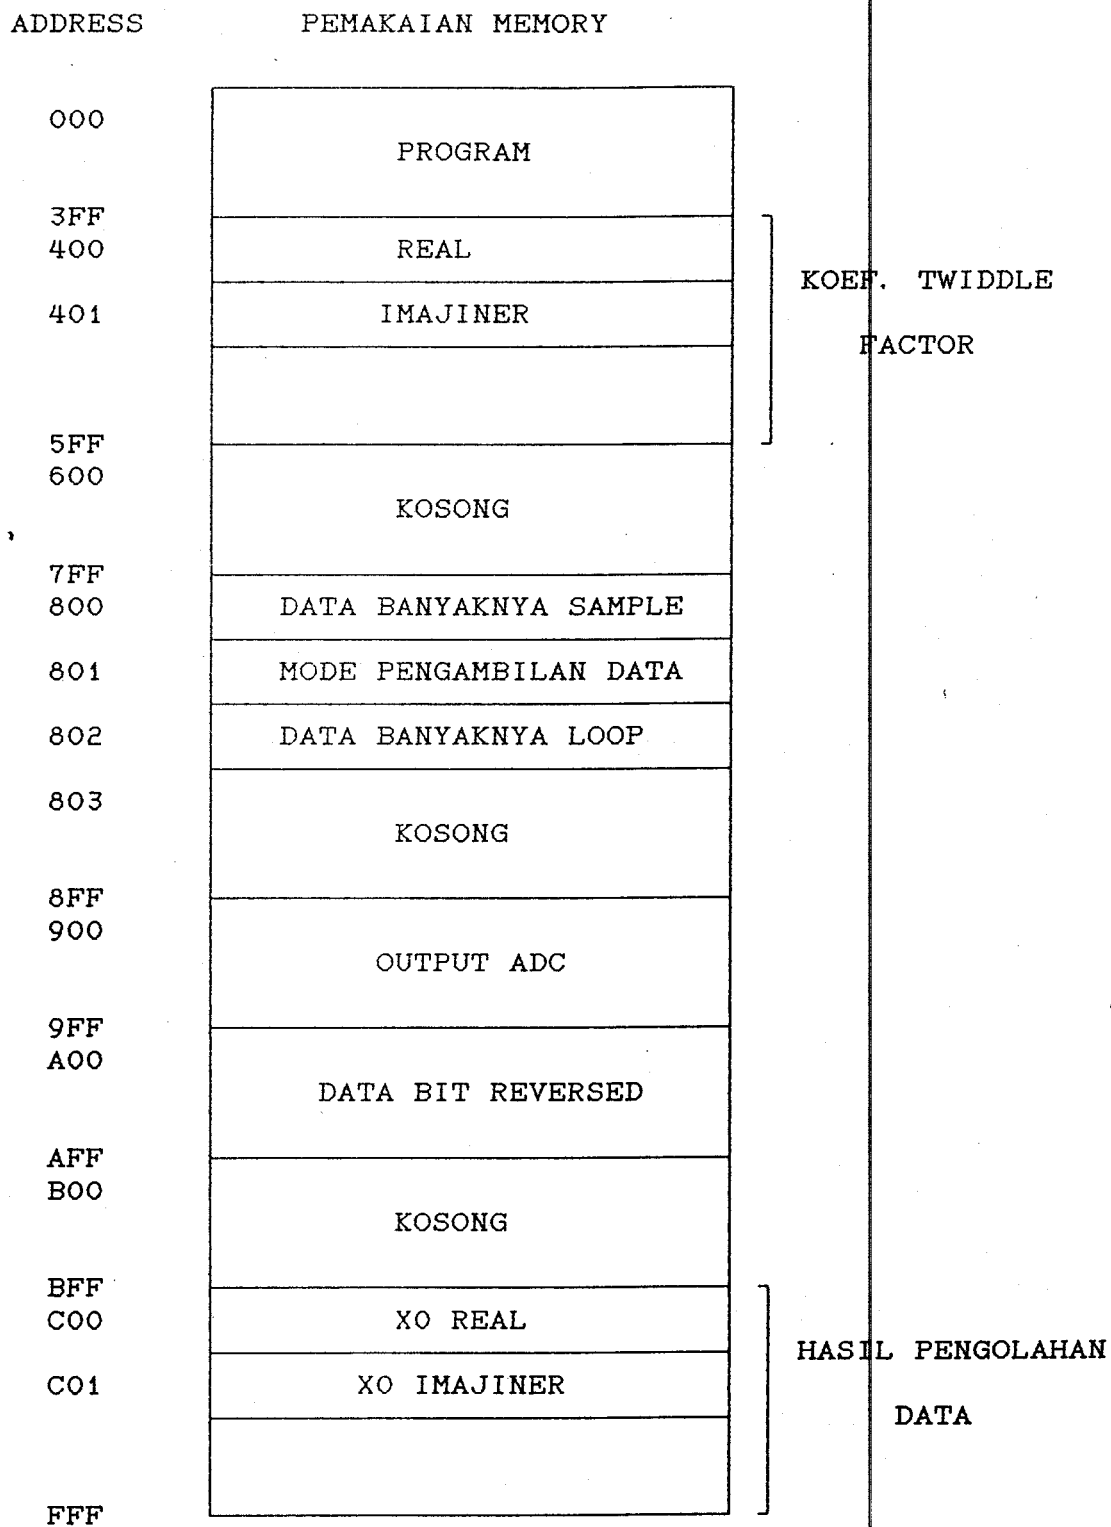 ADDRESS PEMAKAIAN MEMORY
000
PROGRAM
3FF
400 REAL
KOEF. TWIDDLE
401 IMAJINER
FACTOR
5FF
600
KOSONG
7FF
800 DATA BANYAKNYA SAMPLE
801 MODE PENGAMBILAN DATA
802 DATA BANYAKNYA LOOP
803
KOSONG
8FF
900
OUTPUT ADC
9FF
A00
DATA BIT REVERSED
AFF
B00
KOSONG
BFF
C00 XO REAL
HASIL PENGOLAHAN
C01 XO IMAJINER
DATA
FFF